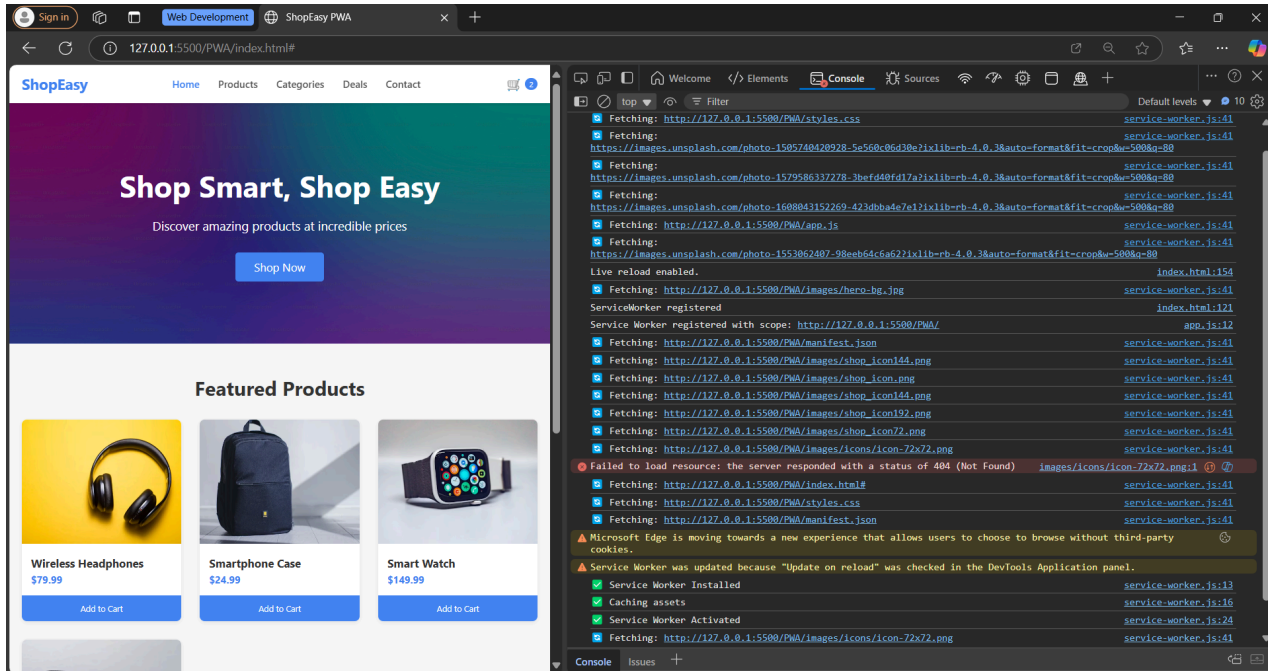 Sign in
Web Development
ShopEasy PWA
127.0.0.1:5500/PWA/index.html#
ShopEasy
Home
Products
Categories
Deals
Contact
2
Shop Smart, Shop Easy
Discover amazing products at incredible prices
Shop Now
Featured Products
Wireless Headphones
$79.99
Add to Cart
Smartphone Case
$24.99
Add to Cart
Smart Watch
$149.99
Add to Cart
Welcome
Elements
Console
Sources
top
Filter
Default levels
10
Fetching: http://127.0.0.1:5500/PWA/styles.css service-worker.js:41
Fetching: service-worker.js:41
https://images.unsplash.com/photo-1505740420928-5e560c06d30e?ixlib=rb-4.0.3&auto=format&fit=crop&w=500&q=80
Fetching: service-worker.js:41
https://images.unsplash.com/photo-1579586337278-3befd40fd17a?ixlib=rb-4.0.3&auto=format&fit=crop&w=500&q=80
Fetching: service-worker.js:41
https://images.unsplash.com/photo-1608043152269-423dbba4e7e1?ixlib=rb-4.0.3&auto=format&fit=crop&w=500&q=80
Fetching: http://127.0.0.1:5500/PWA/app.js service-worker.js:41
Fetching: service-worker.js:41
https://images.unsplash.com/photo-1553062407-98eeb64c6a62?ixlib=rb-4.0.3&auto=format&fit=crop&w=500&q=80
Live reload enabled. index.html:154
Fetching: http://127.0.0.1:5500/PWA/images/hero-bg.jpg service-worker.js:41
ServiceWorker registered index.html:121
Service Worker registered with scope: http://127.0.0.1:5500/PWA/ app.js:12
Fetching: http://127.0.0.1:5500/PWA/manifest.json service-worker.js:41
Fetching: http://127.0.0.1:5500/PWA/images/shop_icon144.png service-worker.js:41
Fetching: http://127.0.0.1:5500/PWA/images/shop_icon.png service-worker.js:41
Fetching: http://127.0.0.1:5500/PWA/images/shop_icon144.png service-worker.js:41
Fetching: http://127.0.0.1:5500/PWA/images/shop_icon192.png service-worker.js:41
Fetching: http://127.0.0.1:5500/PWA/images/shop_icon72.png service-worker.js:41
Fetching: http://127.0.0.1:5500/PWA/images/icons/icon-72x72.png service-worker.js:41
Failed to load resource: the server responded with a status of 404 (Not Found) images/icons/icon-72x72.png:1
Fetching: http://127.0.0.1:5500/PWA/index.html# service-worker.js:41
Fetching: http://127.0.0.1:5500/PWA/styles.css service-worker.js:41
Fetching: http://127.0.0.1:5500/PWA/manifest.json service-worker.js:41
Microsoft Edge is moving towards a new experience that allows users to choose to browse without third-party
cookies.
Service Worker was updated because "Update on reload" was checked in the DevTools Application panel.
Service Worker Installed service-worker.js:13
Caching assets service-worker.js:16
Service Worker Activated service-worker.js:24
Fetching: http://127.0.0.1:5500/PWA/images/icons/icon-72x72.png service-worker.js:41
Console
Issues